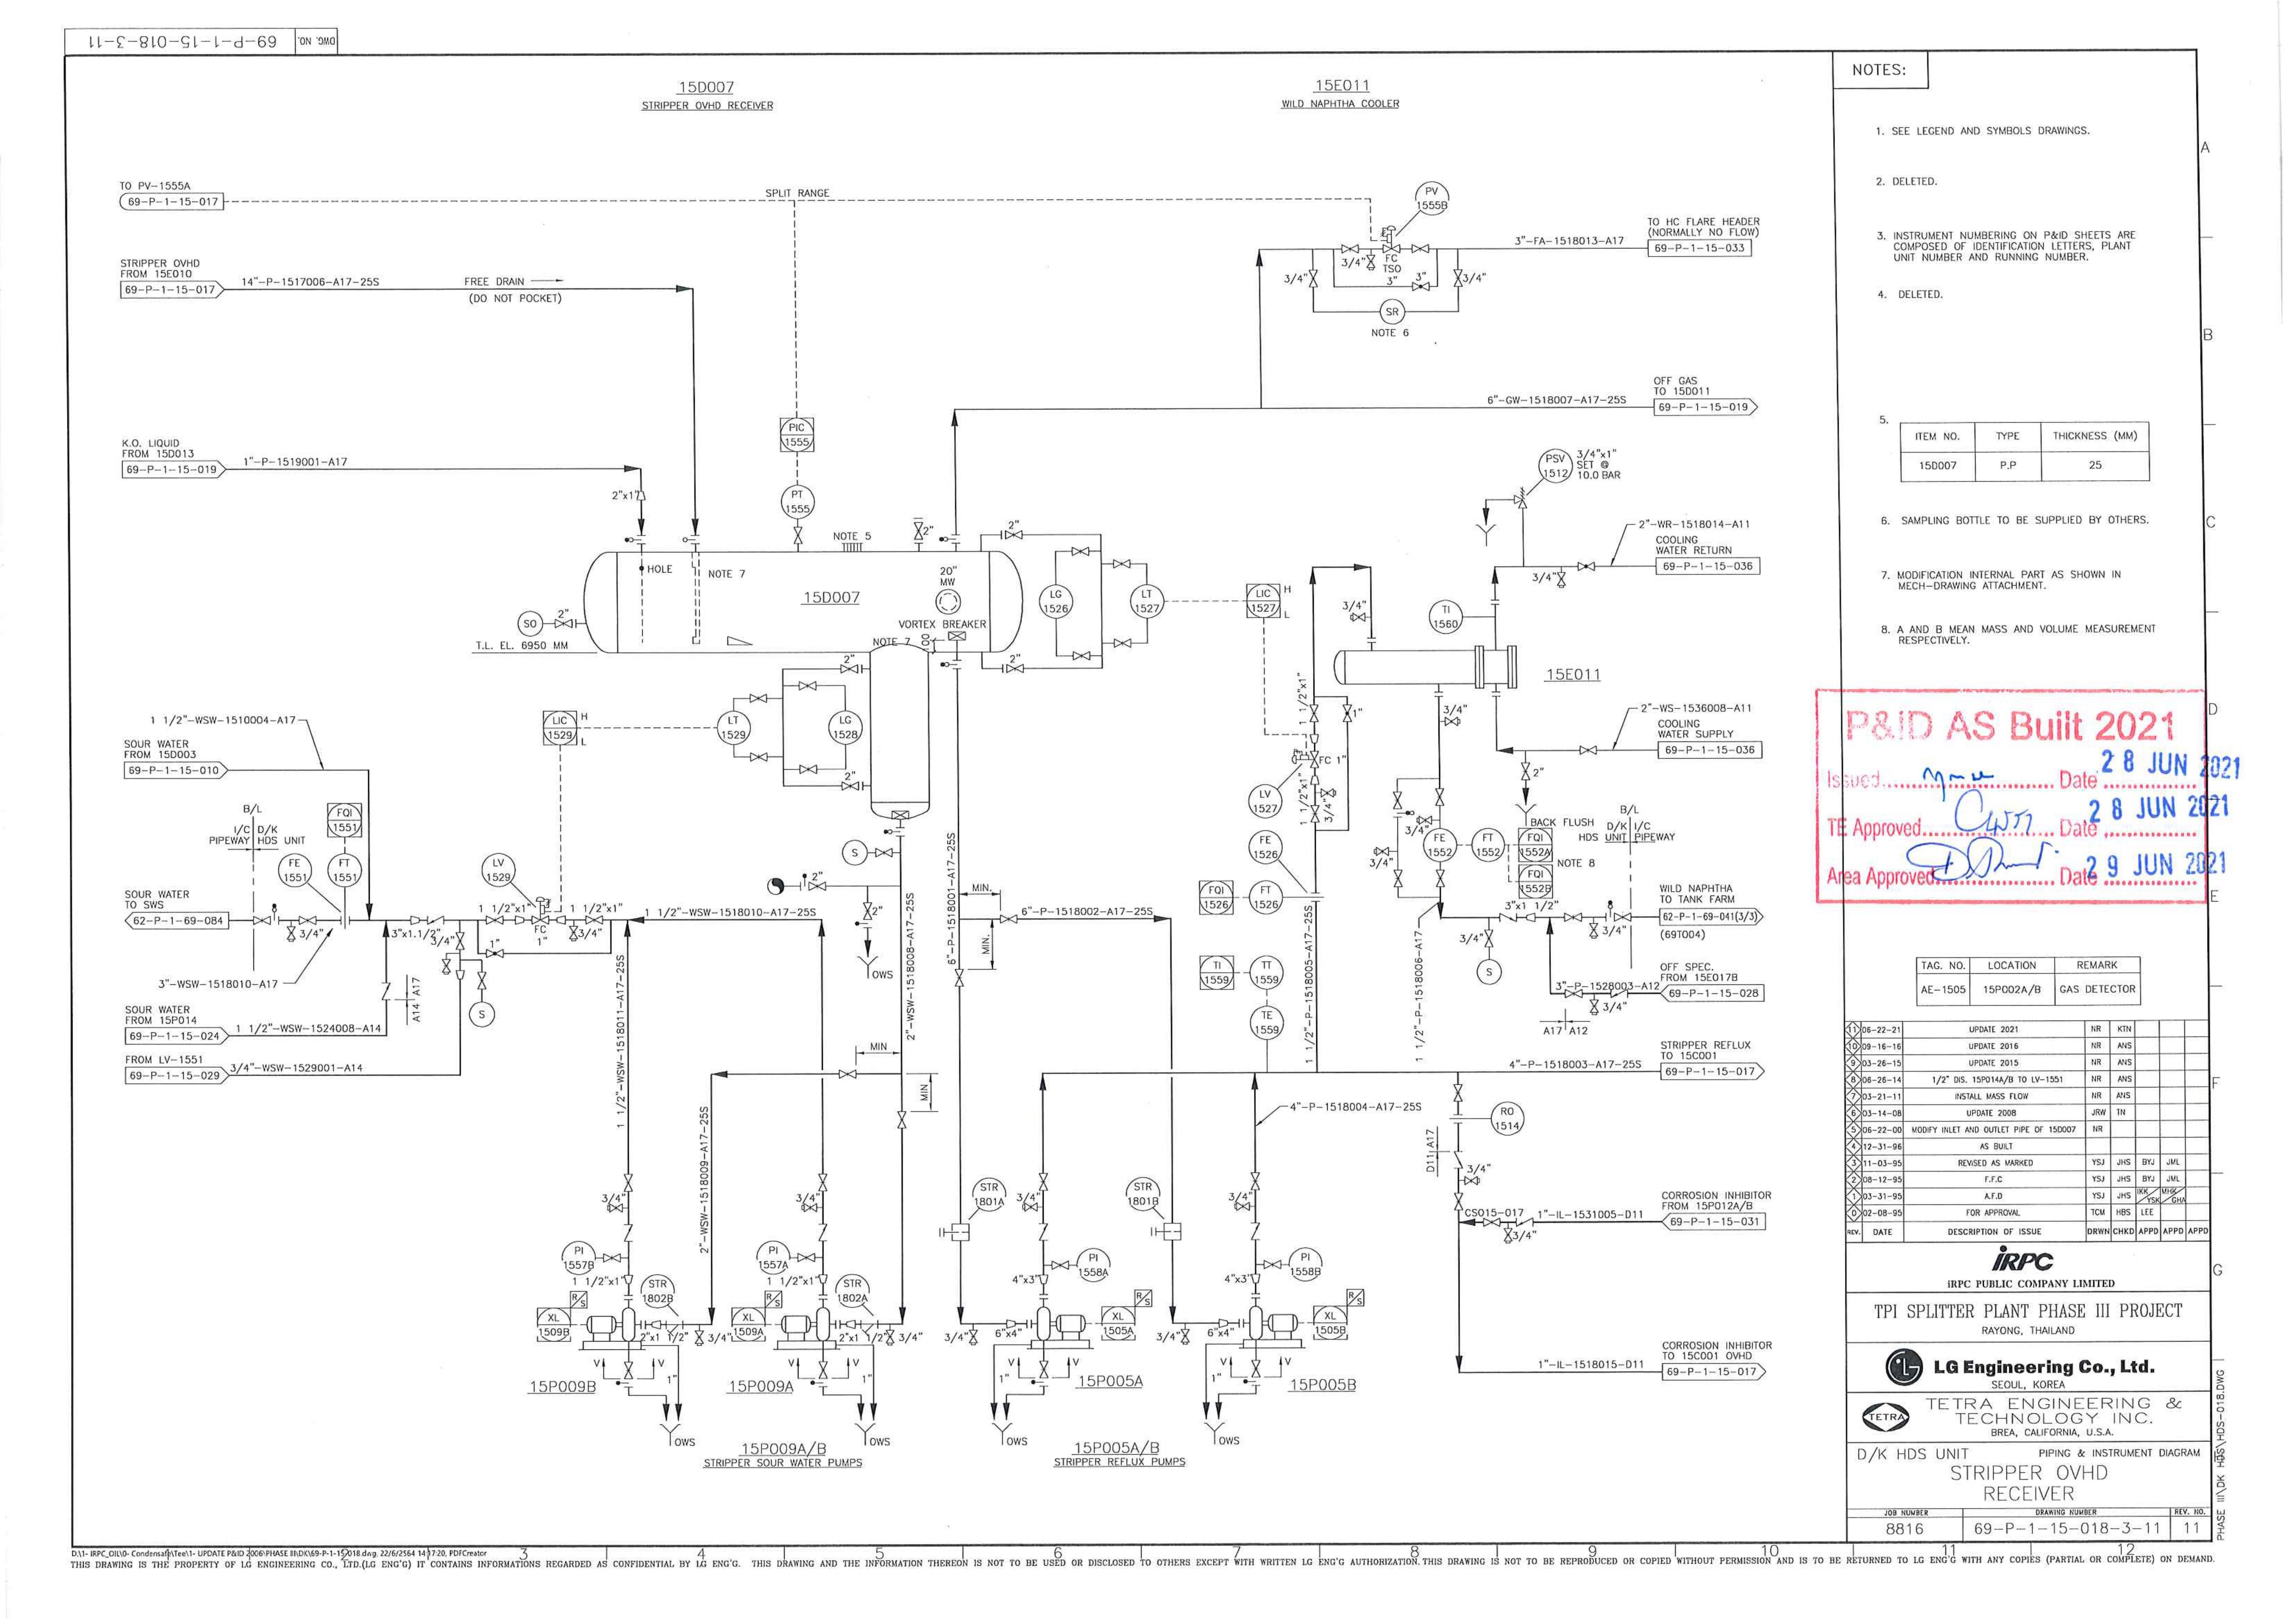 DWG. NO. 69-P-1-1-15-018-3-11
15D007
STRIPPER OVHD RECEIVER
15E011
WILD NAPHTHA COOLER
TO PV-1555A
69-P-1-15-017
SPLIT RANGE
PV
1555B
TO HC FLARE HEADER
(NORMALLY NO FLOW)
3"-FA-1518013-A17
69-P-1-15-033
3/4"
FC
TSO
3/4"
3"
3"
3/4"
SR
NOTE 6
STRIPPER OVHD
FROM 15E010
69-P-1-15-017
14"-P-1517006-A17-25S
FREE DRAIN
(DO NOT POCKET)
OFF GAS
TO 15D011
6"-GW-1518007-A17-25S
69-P-1-15-019
K.O. LIQUID
FROM 15D013
69-P-1-15-019
1"-P-1519001-A17
2"x1"
PIC
1555
PT
1555
NOTE 5
2"
2"
HOLE
NOTE 7
15D007
20"
MW
VORTEX BREAKER
NOTE 7
100
SO
2"
T.L. EL. 6950 MM
LG
1526
LT
1527
LIC
1527
H
L
2"
PSV
1512
3/4"x1"
SET @
10.0 BAR
2"-WR-1518014-A11
COOLING
WATER RETURN
69-P-1-15-036
3/4"
TI
1560
3/4"
15E011
2"-WS-1536008-A11
COOLING
WATER SUPPLY
69-P-1-15-036
2"
BACK FLUSH
3/4"
1 1/2"x1"
1"
FC 1"
LV
1527
1 1/2"x1"
3/4"
FE
1526
FT
1526
FQI
1526
TI
1559
TT
1559
TE
1559
1 1/2"-P-1518005-A17-25S
3/4"
3/4"
FE
1552
FT
1552
FQI
1552A
FQI
1552B
NOTE 8
B/L
D/K I/C
HDS UNIT PIPEWAY
WILD NAPHTHA
TO TANK FARM
62-P-1-69-041(3/3)
(69T004)
3"x1 1/2"
3/4"
3/4"
S
1 1/2"-P-1518006-A17
OFF SPEC.
FROM 15E017B
3"-P-1528003-A12
69-P-1-15-028
3/4"
A17 A12
1 1/2"-WSW-1510004-A17
SOUR WATER
FROM 15D003
69-P-1-15-010
B/L
I/C D/K
PIPEWAY HDS UNIT
FQI
1551
FE
1551
FT
1551
SOUR WATER
TO SWS
62-P-1-69-084
3/4"
3"-WSW-1518010-A17
3"x1.1/2"
3/4"
LIC
1529
H
L
LT
1529
LG
1528
2"
2"
LV
1529
1 1/2"x1"
1 1/2"x1"
FC
1"
1"
3/4"
1 1/2"-WSW-1518010-A17-25S
S
S
2"
2"
OWS
A14 A17
SOUR WATER
FROM 15P014
69-P-1-15-024
1 1/2"-WSW-1524008-A14
FROM LV-1551
69-P-1-15-029
3/4"-WSW-1529001-A14
1 1/2"-WSW-1518011-A17-25S
2"-WSW-1518009-A17-25S
2"-WSW-1518008-A17-25S
6"-P-1518001-A17-25S
6"-P-1518002-A17-25S
MIN.
MIN.
MIN
MIN
STRIPPER REFLUX
TO 15C001
4"-P-1518003-A17-25S
69-P-1-15-017
4"-P-1518004-A17-25S
RO
1514
D11 A17
3/4"
CORROSION INHIBITOR
FROM 15P012A/B
CSO15-017
1"-IL-1531005-D11
69-P-1-15-031
3/4"
CORROSION INHIBITOR
TO 15C001 OVHD
1"-IL-1518015-D11
69-P-1-15-017
3/4"
PI
1557B
1 1/2"x1"
STR
1802B
R/S
XL
1509B
2"x1 1/2"
3/4"
V
V
1"
15P009B
OWS
3/4"
PI
1557A
1 1/2"x1"
STR
1802A
R/S
XL
1509A
2"x1 1/2"
3/4"
V
V
1"
15P009A
OWS
15P009A/B
STRIPPER SOUR WATER PUMPS
STR
1801A
3/4"
PI
1558A
4"x3"
R/S
XL
1505A
3/4"
6"x4"
V
V
1"
15P005A
OWS
STR
1801B
3/4"
PI
1558B
4"x3"
R/S
XL
1505B
3/4"
6"x4"
V
V
1"
15P005B
OWS
15P005A/B
STRIPPER REFLUX PUMPS
NOTES:
1. SEE LEGEND AND SYMBOLS DRAWINGS.
2. DELETED.
3. INSTRUMENT NUMBERING ON P&ID SHEETS ARE
COMPOSED OF IDENTIFICATION LETTERS, PLANT
UNIT NUMBER AND RUNNING NUMBER.
4. DELETED.
5.
ITEM NO. TYPE THICKNESS (MM)
15D007 P.P 25
6. SAMPLING BOTTLE TO BE SUPPLIED BY OTHERS.
7. MODIFICATION INTERNAL PART AS SHOWN IN
MECH-DRAWING ATTACHMENT.
8. A AND B MEAN MASS AND VOLUME MEASUREMENT
RESPECTIVELY.
P&ID AS Built 2021
Issued Date 28 JUN 2021
TE Approved Date 28 JUN 2021
Area Approved Date 29 JUN 2021
TAG. NO. LOCATION REMARK
AE-1505 15P002A/B GAS DETECTOR
11 06-22-21 UPDATE 2021 NR KTN
10 09-16-16 UPDATE 2016 NR ANS
9 03-26-15 UPDATE 2015 NR ANS
8 06-26-14 1/2" DIS. 15P014A/B TO LV-1551 NR ANS
7 03-21-11 INSTALL MASS FLOW NR ANS
6 03-14-08 UPDATE 2008 JRW TN
5 06-22-00 MODIFY INLET AND OUTLET PIPE OF 15D007 NR
4 12-31-96 AS BUILT
3 11-03-95 REVISED AS MARKED YSJ JHS BYJ JML
2 08-12-95 F.F.C YSJ JHS BYJ JML
1 03-31-95 A.F.D YSJ JHS IKK/YSK MHK/GHA
0 02-08-95 FOR APPROVAL TCM HBS LEE
REV. DATE DESCRIPTION OF ISSUE DRWN CHKD APPD APPD APPD
iRPC
iRPC PUBLIC COMPANY LIMITED
TPI SPLITTER PLANT PHASE III PROJECT
RAYONG, THAILAND
LG Engineering Co., Ltd.
SEOUL, KOREA
TETRA
TETRA ENGINEERING &
TECHNOLOGY INC.
BREA, CALIFORNIA, U.S.A.
D/K HDS UNIT PIPING & INSTRUMENT DIAGRAM
STRIPPER OVHD
RECEIVER
JOB NUMBER DRAWING NUMBER REV. NO.
8816 69-P-1-15-018-3-11 11
A
B
C
D
E
F
G
3 4 5 6 7 8 9 10 11 12
THIS DRAWING IS THE PROPERTY OF LG ENGINEERING CO., LTD.(LG ENG'G) IT CONTAINS INFORMATIONS REGARDED AS CONFIDENTIAL BY LG ENG'G. THIS DRAWING AND THE INFORMATION THEREON IS NOT TO BE USED OR DISCLOSED TO OTHERS EXCEPT WITH WRITTEN LG ENG'G AUTHORIZATION. THIS DRAWING IS NOT TO BE REPRODUCED OR COPIED WITHOUT PERMISSION AND IS TO BE RETURNED TO LG ENG'G WITH ANY COPIES (PARTIAL OR COMPLETE) ON DEMAND.